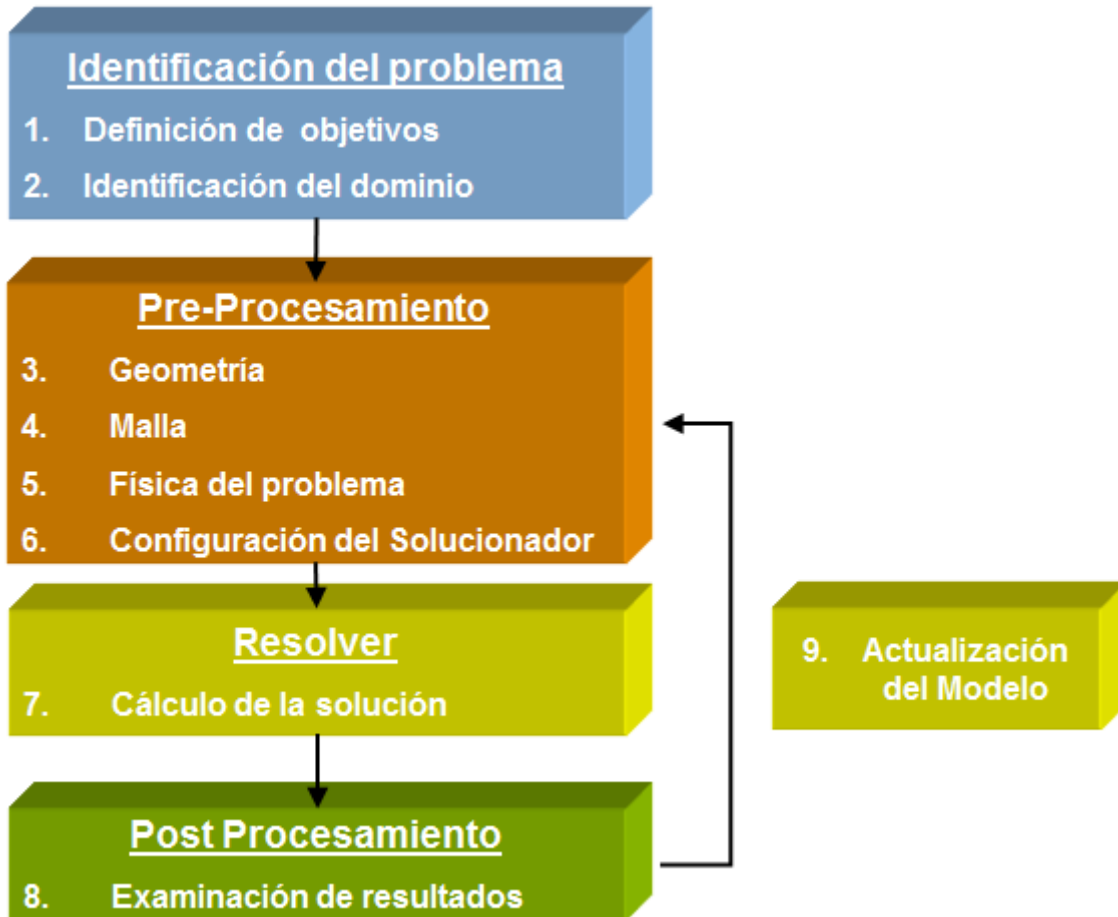 Identificación del problema
1. Definición de objetivos
2. Identificación del dominio
Pre-Procesamiento
3. Geometría
4. Malla
5. Física del problema
6. Configuración del Solucionador
Resolver
7. Cálculo de la solución
9. Actualización
del Modelo
Post Procesamiento
8. Examinación de resultados